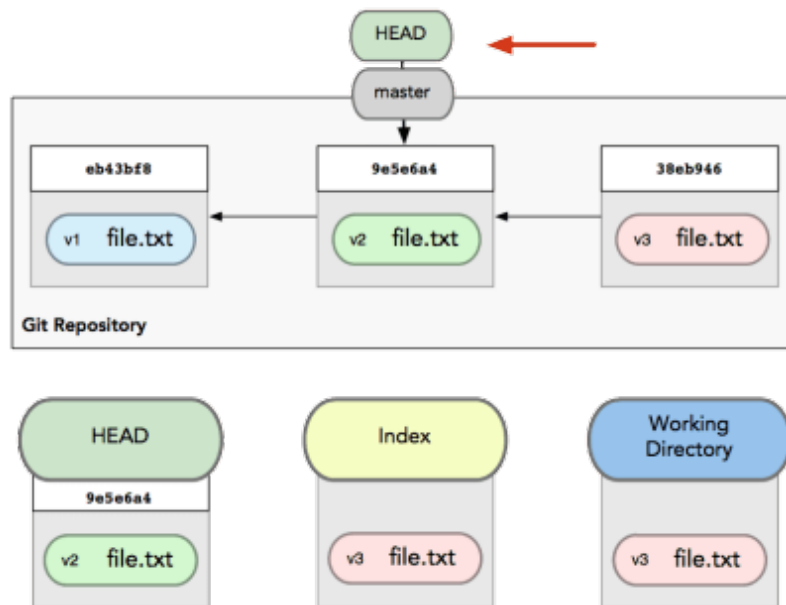 HEAD
master
eb43bf8
9e5e6a4
38eb946
v1 file.txt
v2 file.txt
v3 file.txt
Git Repository
HEAD
Index
Working
Directory
9e5e6a4
v2 file.txt
v3 file.txt
v3 file.txt